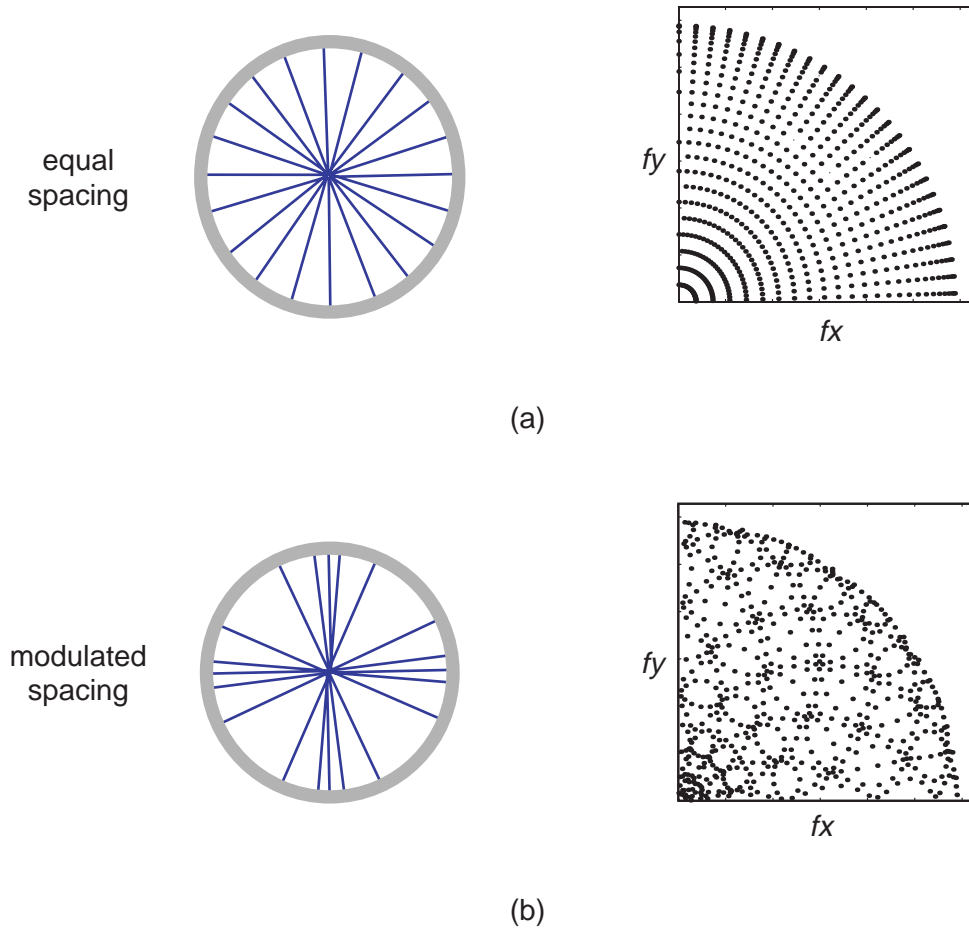 equal
spacing
fy
fx
(a)
modulated
spacing
fy
fx
(b)